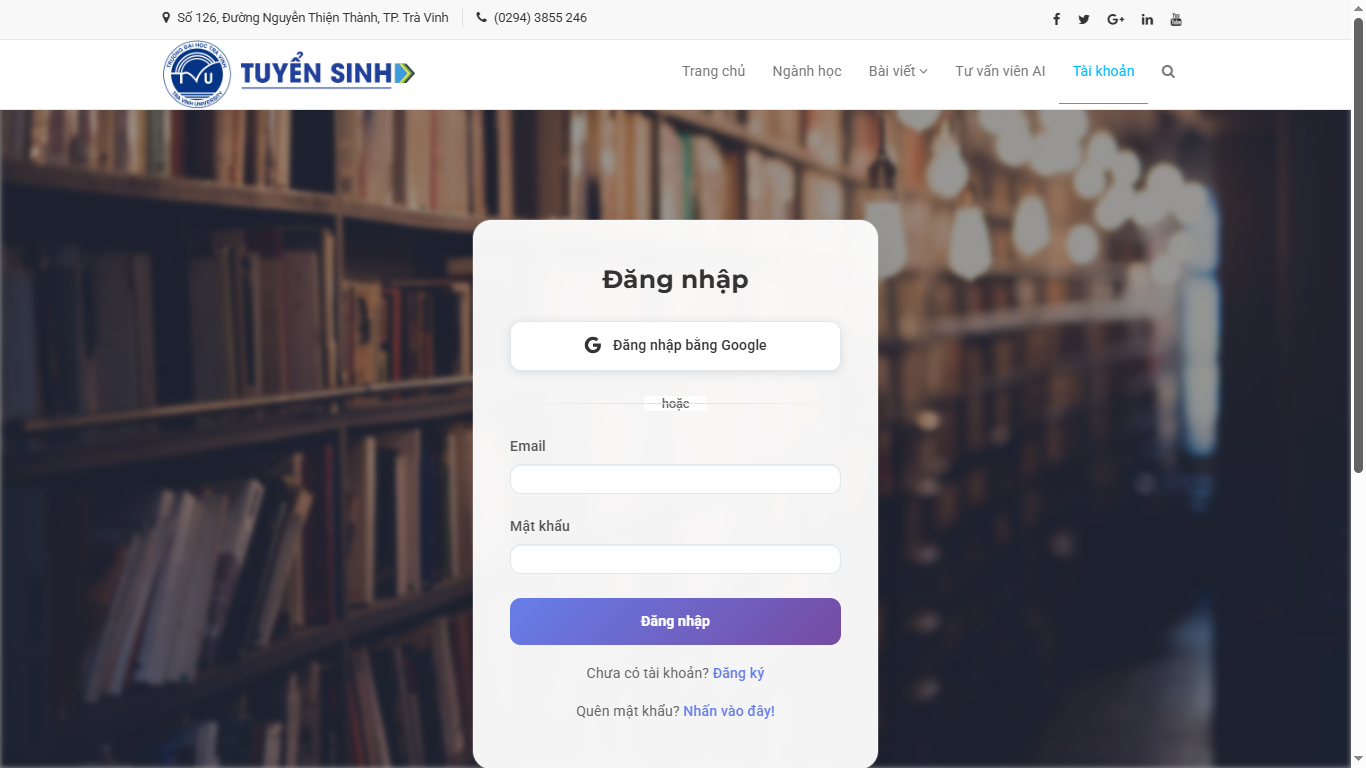 Số 126, Đường Nguyễn Thiện Thành, TP. Trà Vinh
(0294) 3855 246
TRƯỜNG ĐẠI HỌC TRÀ VINH
TVU
TRA VINH UNIVERSITY
TUYỂN SINH
Trang chủ
Ngành học
Bài viết
Tư vấn viên AI
Tài khoản
Đăng nhập
Đăng nhập bằng Google
hoặc
Email
Mật khẩu
Đăng nhập
Chưa có tài khoản? Đăng ký
Quên mật khẩu? Nhấn vào đây!